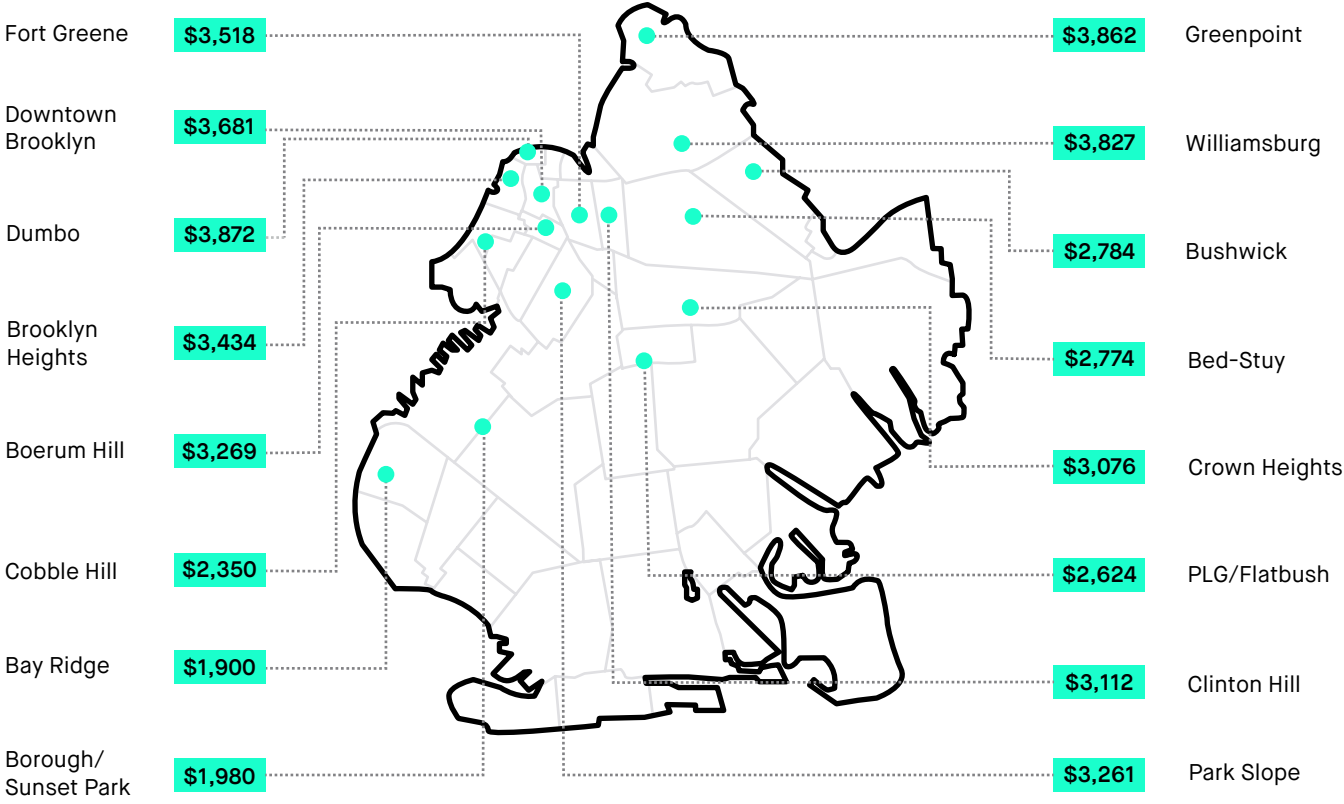 Fort Greene
$3,518
Downtown
Brooklyn
$3,681
Dumbo
$3,872
Brooklyn
Heights
$3,434
Boerum Hill
$3,269
Cobble Hill
$2,350
Bay Ridge
$1,900
Borough/
Sunset Park
$1,980
$3,862
Greenpoint
$3,827
Williamsburg
$2,784
Bushwick
$2,774
Bed-Stuy
$3,076
Crown Heights
$2,624
PLG/Flatbush
$3,112
Clinton Hill
$3,261
Park Slope